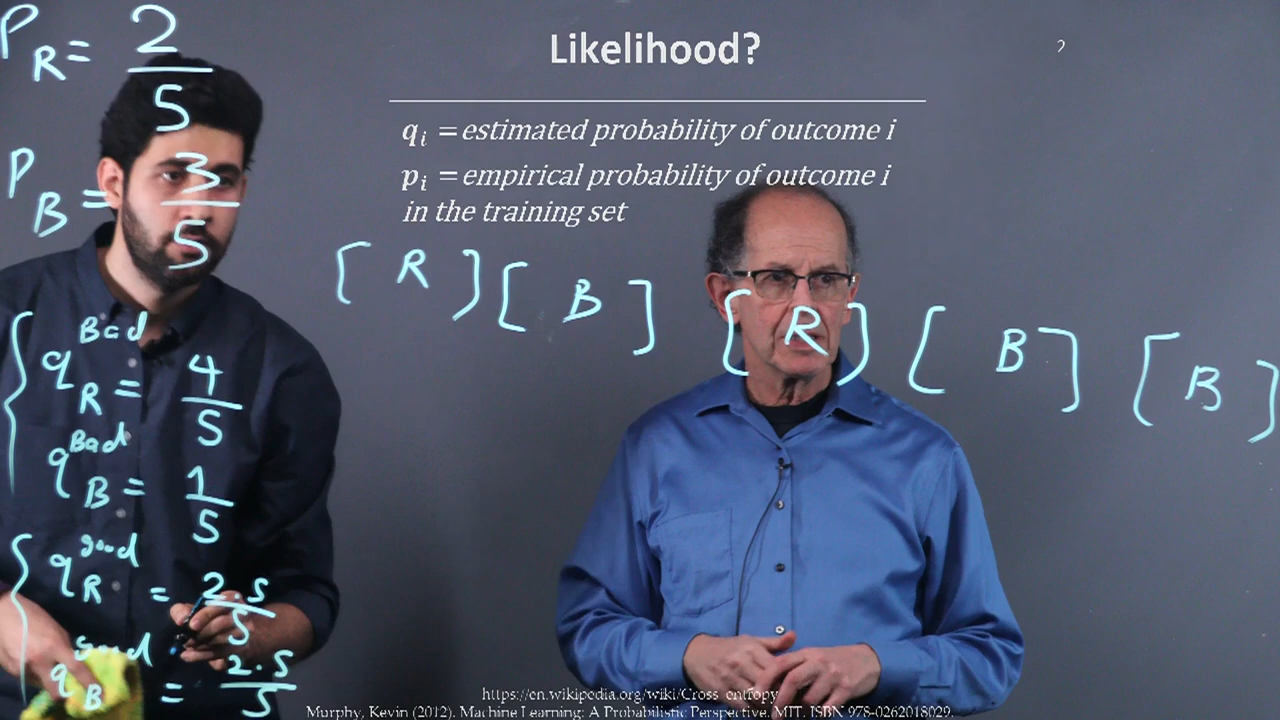 Likelihood?
?
q_i = estimated probability of outcome i
p_i = empirical probability of outcome i
in the training set
P_R = 2/5
P_B = 3/5
[ R ] [ B ] [ R ] [ B ] [ B ]
q_R^Bad = 4/5
q_B^Bad = 1/5
q_R^good = 2.5/5
q_B^good = 2.5/5
https://en.wikipedia.org/wiki/Cross_entropy
Murphy, Kevin (2012). Machine Learning: A Probabilistic Perspective. MIT. ISBN 978-0262018029.